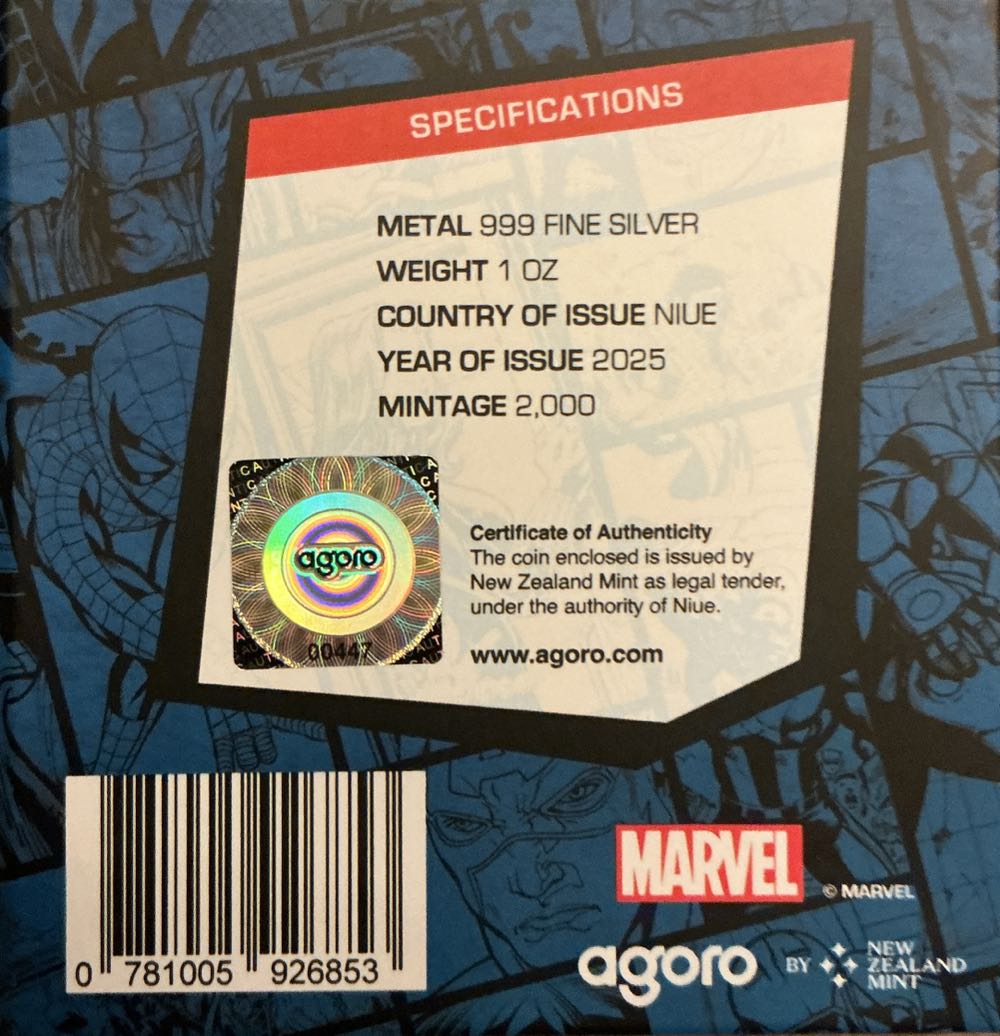 SPECIFICATIONS
METAL 999 FINE SILVER
WEIGHT 1 OZ
COUNTRY OF ISSUE NIUE
YEAR OF ISSUE 2025
MINTAGE 2,000
agoro
00447
Certificate of Authenticity
The coin enclosed is issued by
New Zealand Mint as legal tender,
under the authority of Niue.
www.agoro.com
0 781005 926853
MARVEL
© MARVEL
agoro BY NEW
ZEALAND
MINT